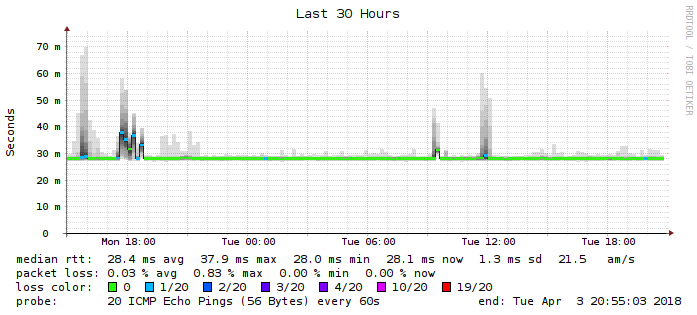 Last 30 Hours
RRDTOOL / TOBI OETIKER
Seconds
70 m
60 m
50 m
40 m
30 m
20 m
10 m
0
Mon 18:00 Tue 00:00 Tue 06:00 Tue 12:00 Tue 18:00
median rtt: 28.4 ms avg 37.9 ms max 28.0 ms min 28.1 ms now 1.3 ms sd 21.5 am/s
packet loss: 0.03 % avg 0.83 % max 0.00 % min 0.00 % now
loss color: 0 1/20 2/20 3/20 4/20 10/20 19/20
probe: 20 ICMP Echo Pings (56 Bytes) every 60s end: Tue Apr 3 20:55:03 2018